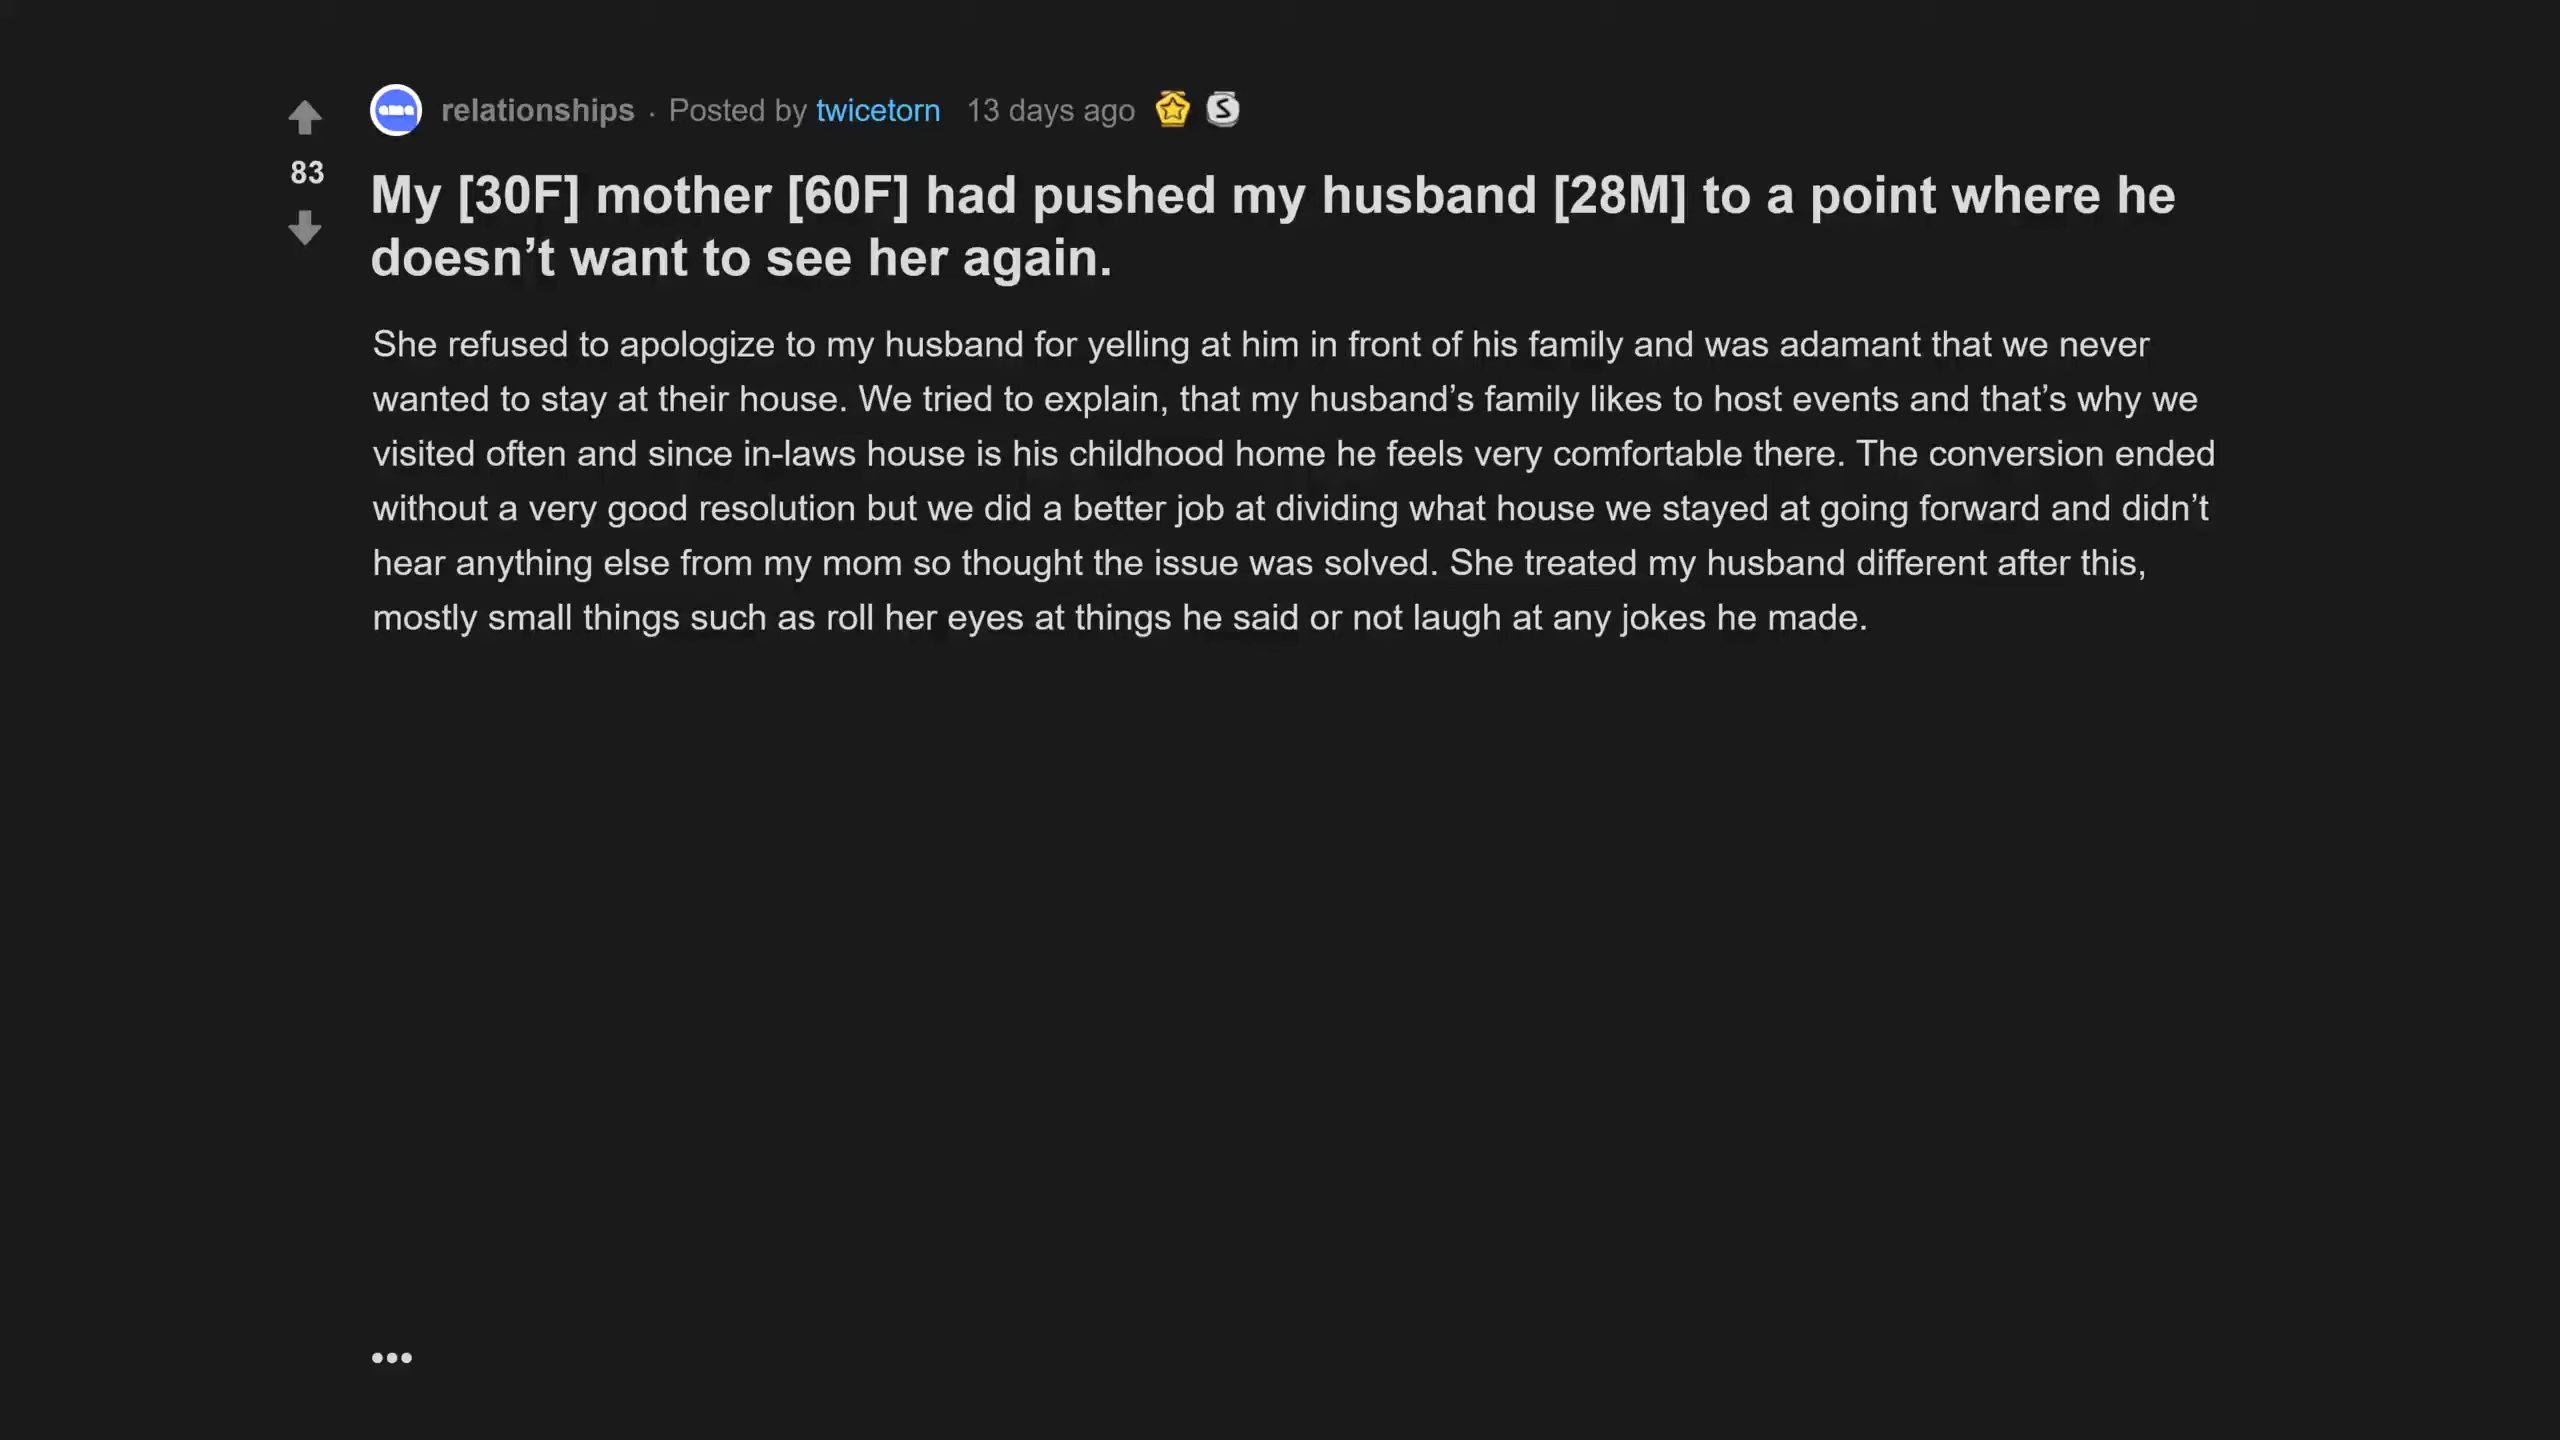 relationships · Posted by twicetorn 13 days ago
83
My [30F] mother [60F] had pushed my husband [28M] to a point where he
doesn’t want to see her again.
She refused to apologize to my husband for yelling at him in front of his family and was adamant that we never
wanted to stay at their house. We tried to explain, that my husband’s family likes to host events and that’s why we
visited often and since in-laws house is his childhood home he feels very comfortable there. The conversion ended
without a very good resolution but we did a better job at dividing what house we stayed at going forward and didn’t
hear anything else from my mom so thought the issue was solved. She treated my husband different after this,
mostly small things such as roll her eyes at things he said or not laugh at any jokes he made.
•••